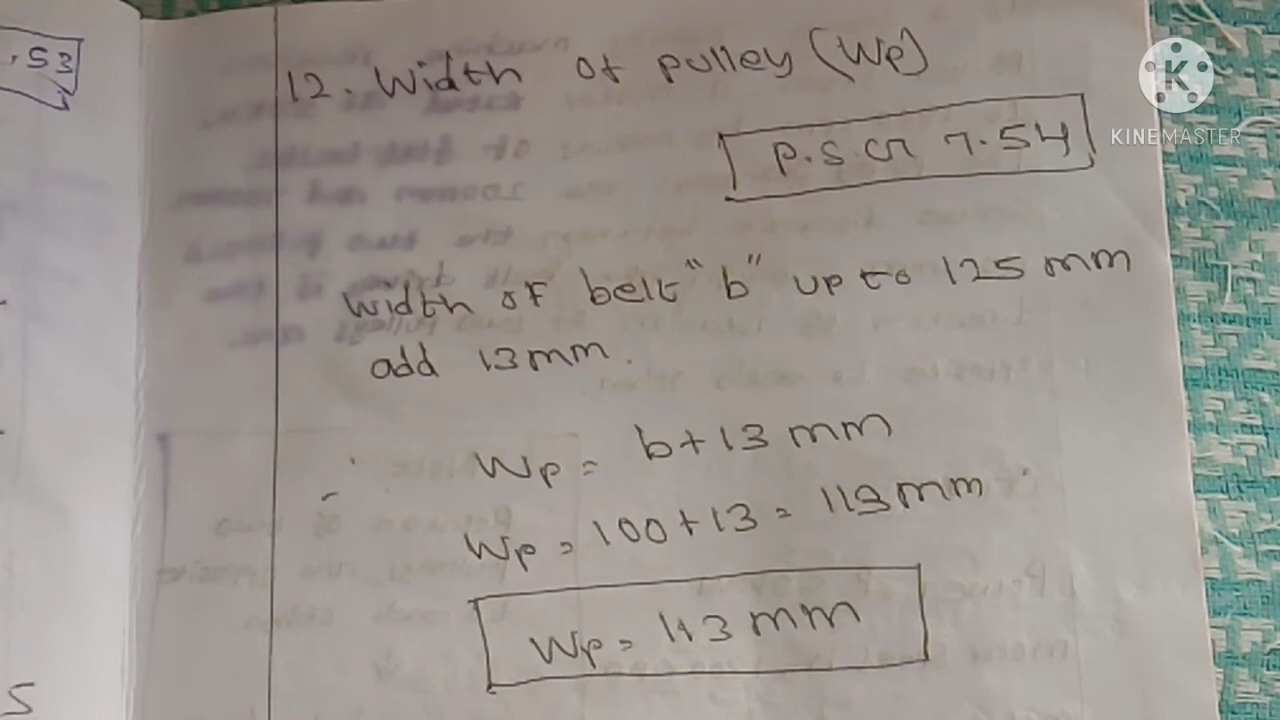 .53
12. Width of pulley (Wp)
KINEMASTER
P.S.G 7.54
Width of belt "b" up to 125 mm
add 13mm.
Wp = b+13 mm
Wp = 100+13 = 113mm
Wp = 113 mm
S